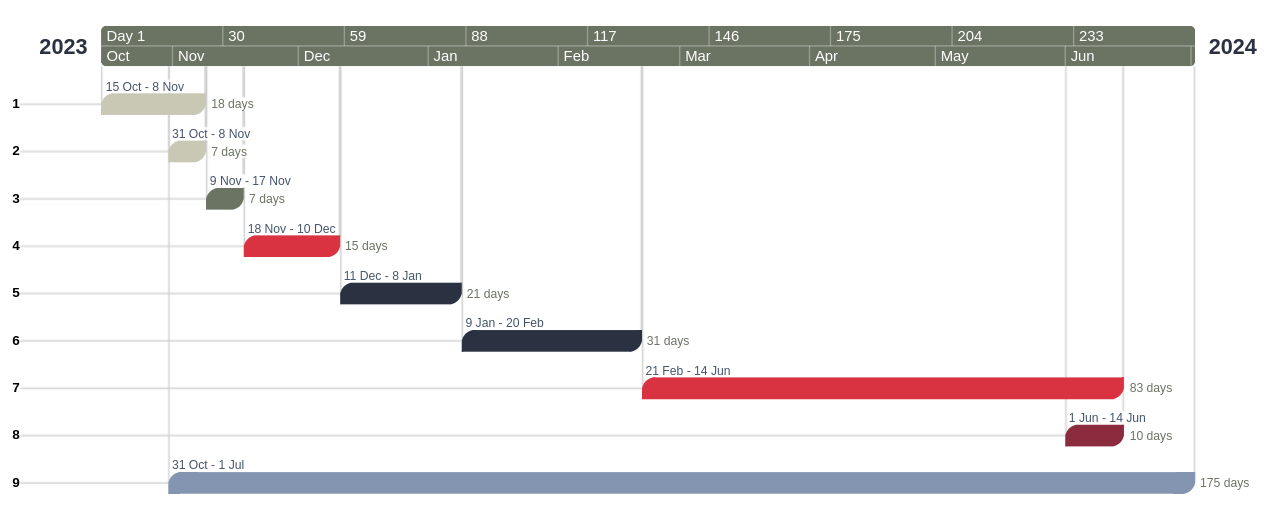 2023
Day 1 30 59 88 117 146 175 204 233
2024
Oct Nov Dec Jan Feb Mar Apr May Jun
15 Oct - 8 Nov
1 18 days
31 Oct - 8 Nov
2 7 days
9 Nov - 17 Nov
3 7 days
18 Nov - 10 Dec
4 15 days
11 Dec - 8 Jan
5 21 days
9 Jan - 20 Feb
6 31 days
21 Feb - 14 Jun
7 83 days
1 Jun - 14 Jun
8 10 days
31 Oct - 1 Jul
9 175 days